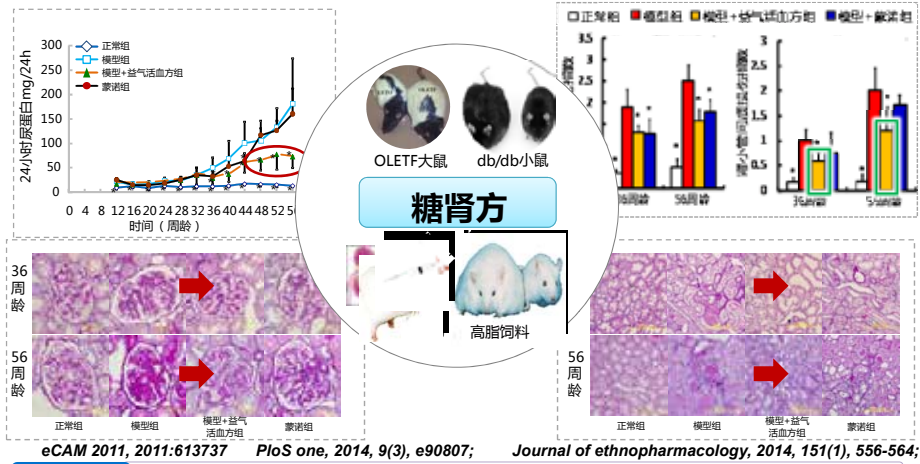 正常组
模型组
模型+益气活血方组
蒙诺组
24小时尿蛋白mg/24h
300
250
200
150
100
50
0
0 4 8 12 16 20 24 28 32 36 40 44 48 52 56
时间（周龄）
OLETF大鼠
db/db小鼠
糖肾方
高脂饲料
正常组 模型组 模型+益气活血方组 模型+蒙诺组
3.5
3
2.5
2
1.5
56周龄
3
2.5
2
1.5
1
0.5
0
36周龄
36周龄
56周龄
正常组
模型组
模型+益气活血方组
蒙诺组
56周龄
正常组
模型组
模型+益气活血方组
蒙诺组
eCAM 2011, 2011:613737 PloS one, 2014, 9(3), e90807; Journal of ethnopharmacology, 2014, 151(1), 556-564;